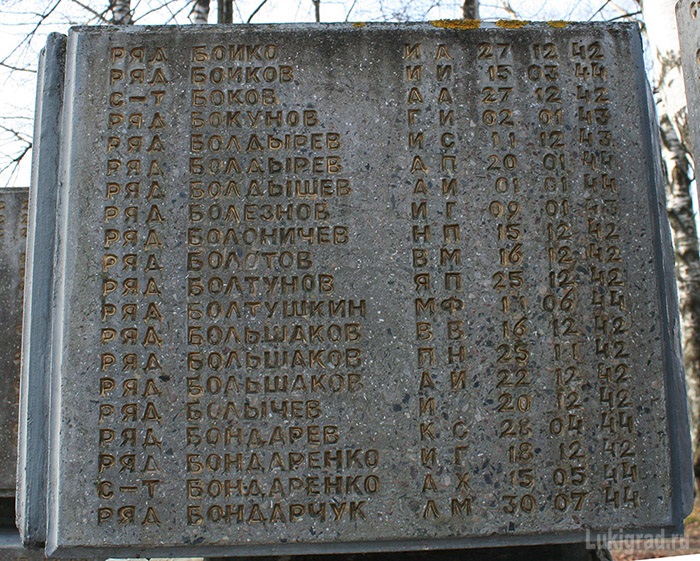 РЯД БОЙКО И А 27 12 42
РЯД БОЙКОВ И И 15 03 44
С-Т БОКОВ А А 27 12 42
РЯД БОКУНОВ Г И 02 01 43
РЯД БОЛДЫРЕВ И С 11 12 43
РЯД БОЛДЫРЕВ А П 20 01 44
РЯД БОЛДЫШЕВ А И 01 01 44
РЯД БОЛЕЗНОВ И Г 09 01 43
РЯД БОЛОНИЧЕВ Н П 15 12 42
РЯД БОЛОТОВ В М 16 12 42
РЯД БОЛТУНОВ Я П 25 12 42
РЯД БОЛТУШКИН М Ф 11 06 44
РЯД БОЛЬШАКОВ В В 16 12 42
РЯД БОЛЬШАКОВ П Н 25 11 42
РЯД БОЛЬШАКОВ А И 22 12 42
РЯД БОЛЫЧЕВ И 20 12 42
РЯД БОНДАРЕВ К С 28 04 44
РЯД БОНДАРЕНКО И Г 18 12 42
С-Т БОНДАРЕНКО А Х 15 05 44
РЯД БОНДАРЧУК Л М 30 07 44
Lukigrad.ru